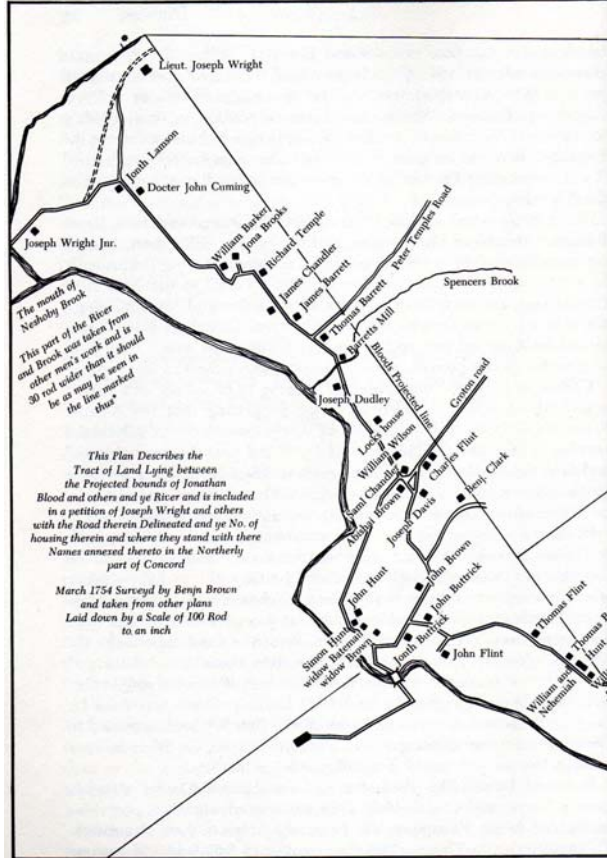 Lieut. Joseph Wright
Jonth Lamson
Docter John Cuming
Joseph Wright Jnr.
William Barker
Jona Brooks
Richard Temple
James Chandler
James Barrett
Thomas Barrett
Peter Temples Road
Spencers Brook
Barretts Mill
Bloods Projected line
Groton road
The mouth of
Neshoby Brook
This part of the River
and Brook was taken from
other men's work and is
30 rod wider than it should
be as may be seen in
the line marked
thus*
Joseph Dudley
Locks house
William Wilson
Saml Chandler
Abishai Brown
Charles Flint
Joseph Davis
Benj. Clark
This Plan Describes the
Tract of Land Lying between
the Projected bounds of Jonathan
Blood and others and ye River and is included
in a petition of Joseph Wright and others
with the Road therein Delineated and ye No. of
housing therein and where they stand with there
Names annexed thereto in the Northerly
part of Concord
March 1754 Surveyd by Benjn Brown
and taken from other plans
Laid down by a Scale of 100 Rod
to an inch
John Hunt
Simon Hunt
widow Bateman
widow Brown
John Brown
John Buttrick
Jonth Buttrick
John Flint
Thomas Flint
Thomas
Hunt
William and
Nehemiah